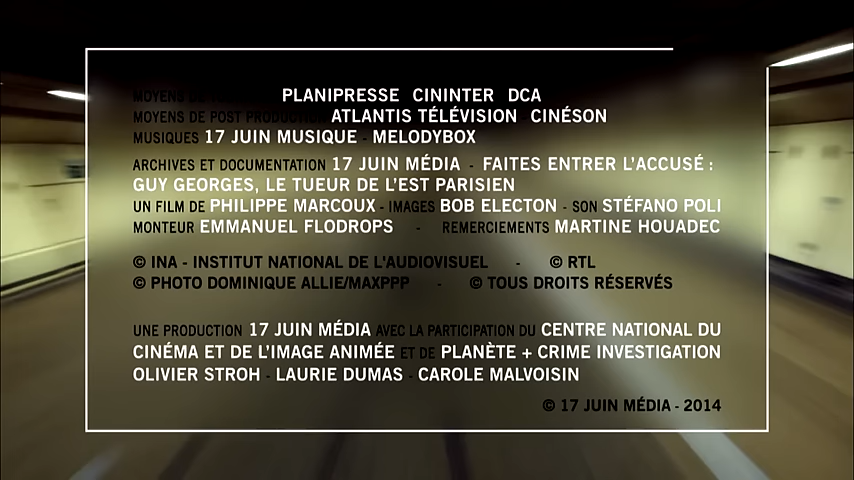 MOYENS DE PLANIPRESSE CININTER DCA
MOYENS DE POST PRODUCTION ATLANTIS TÉLÉVISION - CINÉSON
MUSIQUES 17 JUIN MUSIQUE - MELODYBOX
ARCHIVES ET DOCUMENTATION 17 JUIN MÉDIA - FAITES ENTRER L'ACCUSÉ :
GUY GEORGES, LE TUEUR DE L'EST PARISIEN
UN FILM DE PHILIPPE MARCOUX - IMAGES BOB ELECTON - SON STÉFANO POLI
MONTEUR EMMANUEL FLODROPS - REMERCIEMENTS MARTINE HOUADEC
© INA - INSTITUT NATIONAL DE L'AUDIOVISUEL - © RTL
© PHOTO DOMINIQUE ALLIE/MAXPPP - © TOUS DROITS RÉSERVÉS
UNE PRODUCTION 17 JUIN MÉDIA AVEC LA PARTICIPATION DU CENTRE NATIONAL DU
CINÉMA ET DE L'IMAGE ANIMÉE ET DE PLANÈTE + CRIME INVESTIGATION
OLIVIER STROH - LAURIE DUMAS - CAROLE MALVOISIN
© 17 JUIN MÉDIA - 2014